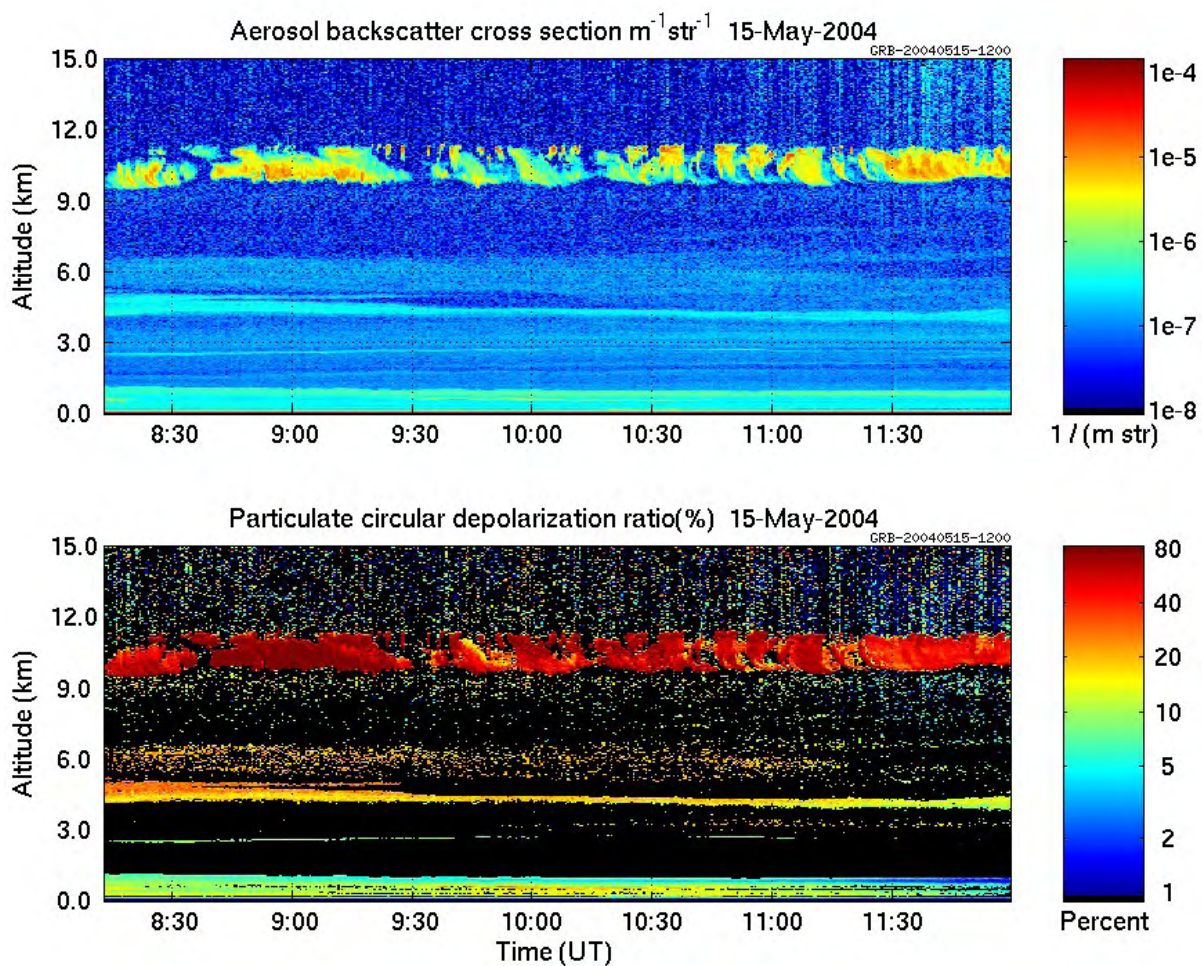 Aerosol backscatter cross section m⁻¹str⁻¹ 15-May-2004
GRB-20040515-1200
15.0
12.0
9.0
6.0
3.0
0.0
Altitude (km)
8:30 9:00 9:30 10:00 10:30 11:00 11:30
1e-4
1e-5
1e-6
1e-7
1e-8
1 / (m str)
Particulate circular depolarization ratio(%) 15-May-2004
GRB-20040515-1200
15.0
12.0
9.0
6.0
3.0
0.0
Altitude (km)
8:30 9:00 9:30 10:00 10:30 11:00 11:30
Time (UT)
80
40
20
10
5
2
1
Percent